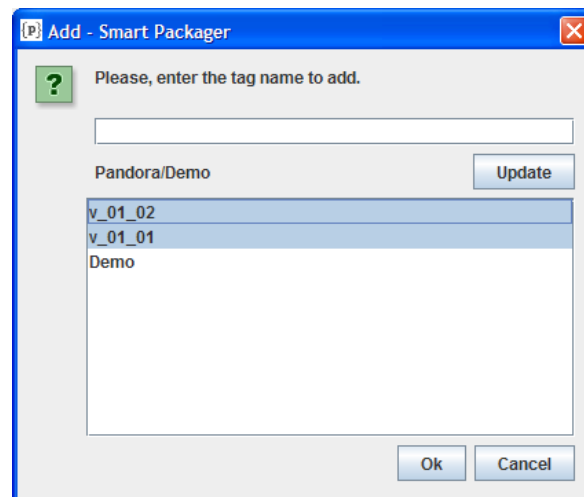 {P} Add - Smart Packager
?
Please, enter the tag name to add.
Pandora/Demo
Update
v_01_02
v_01_01
Demo
Ok
Cancel